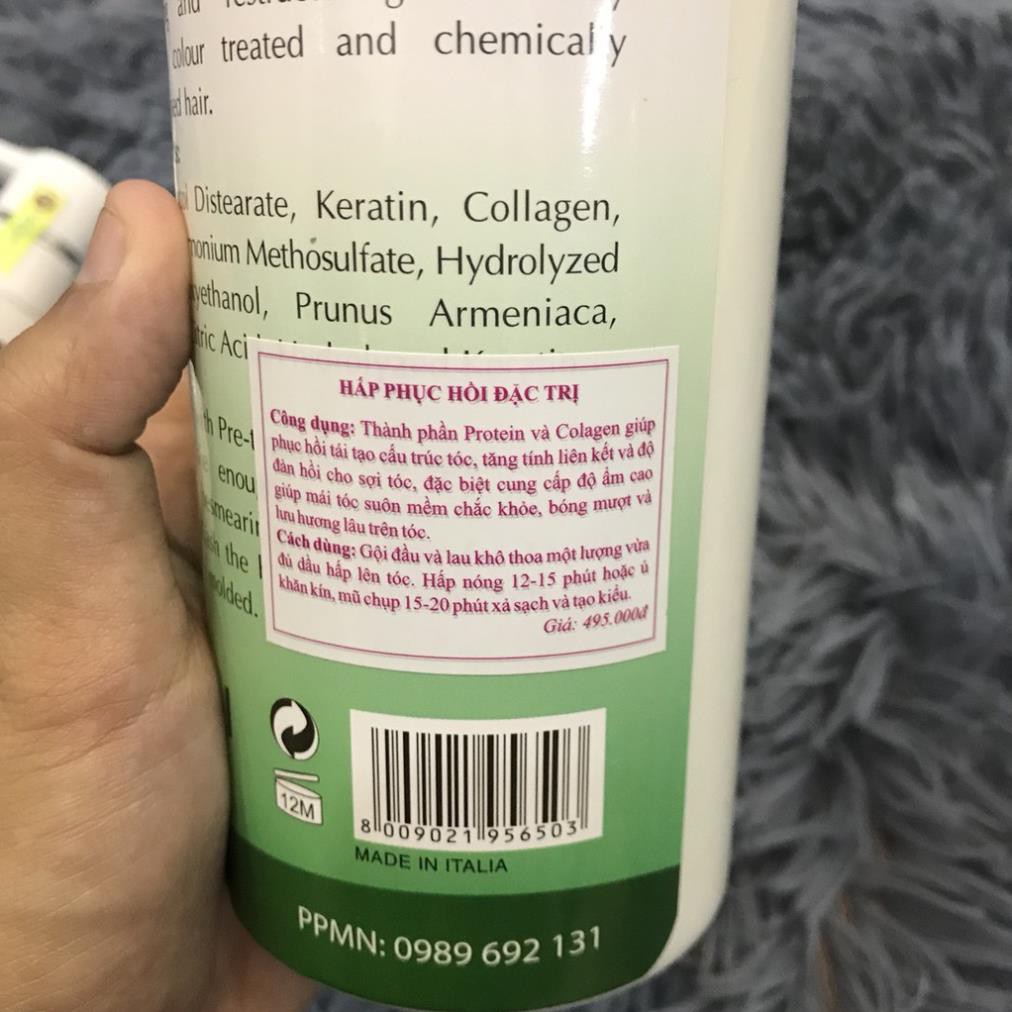 colour treated and chemically
hair.
Distearate, Keratin, Collagen,
Methosulfate, Hydrolyzed
Prunus Armeniaca,
HẤP PHỤC HỒI ĐẶC TRỊ
Công dụng: Thành phần Protein và Colagen giúp
phục hồi tái tạo cấu trúc tóc, tăng tính liên kết và độ
đàn hồi cho sợi tóc, đặc biệt cung cấp độ ẩm cao
giúp mái tóc suôn mềm chắc khỏe, bóng mượt và
lưu hương lâu trên tóc.
Cách dùng: Gội đầu và lau khô thoa một lượng vừa
đủ dầu hấp lên tóc. Hấp nóng 12-15 phút hoặc ủ
khăn kín, mũ chụp 15-20 phút xả sạch và tạo kiểu.
Giá: 495.000đ
the
12M
8 009021 956503
MADE IN ITALIA
PPMN: 0989 692 131